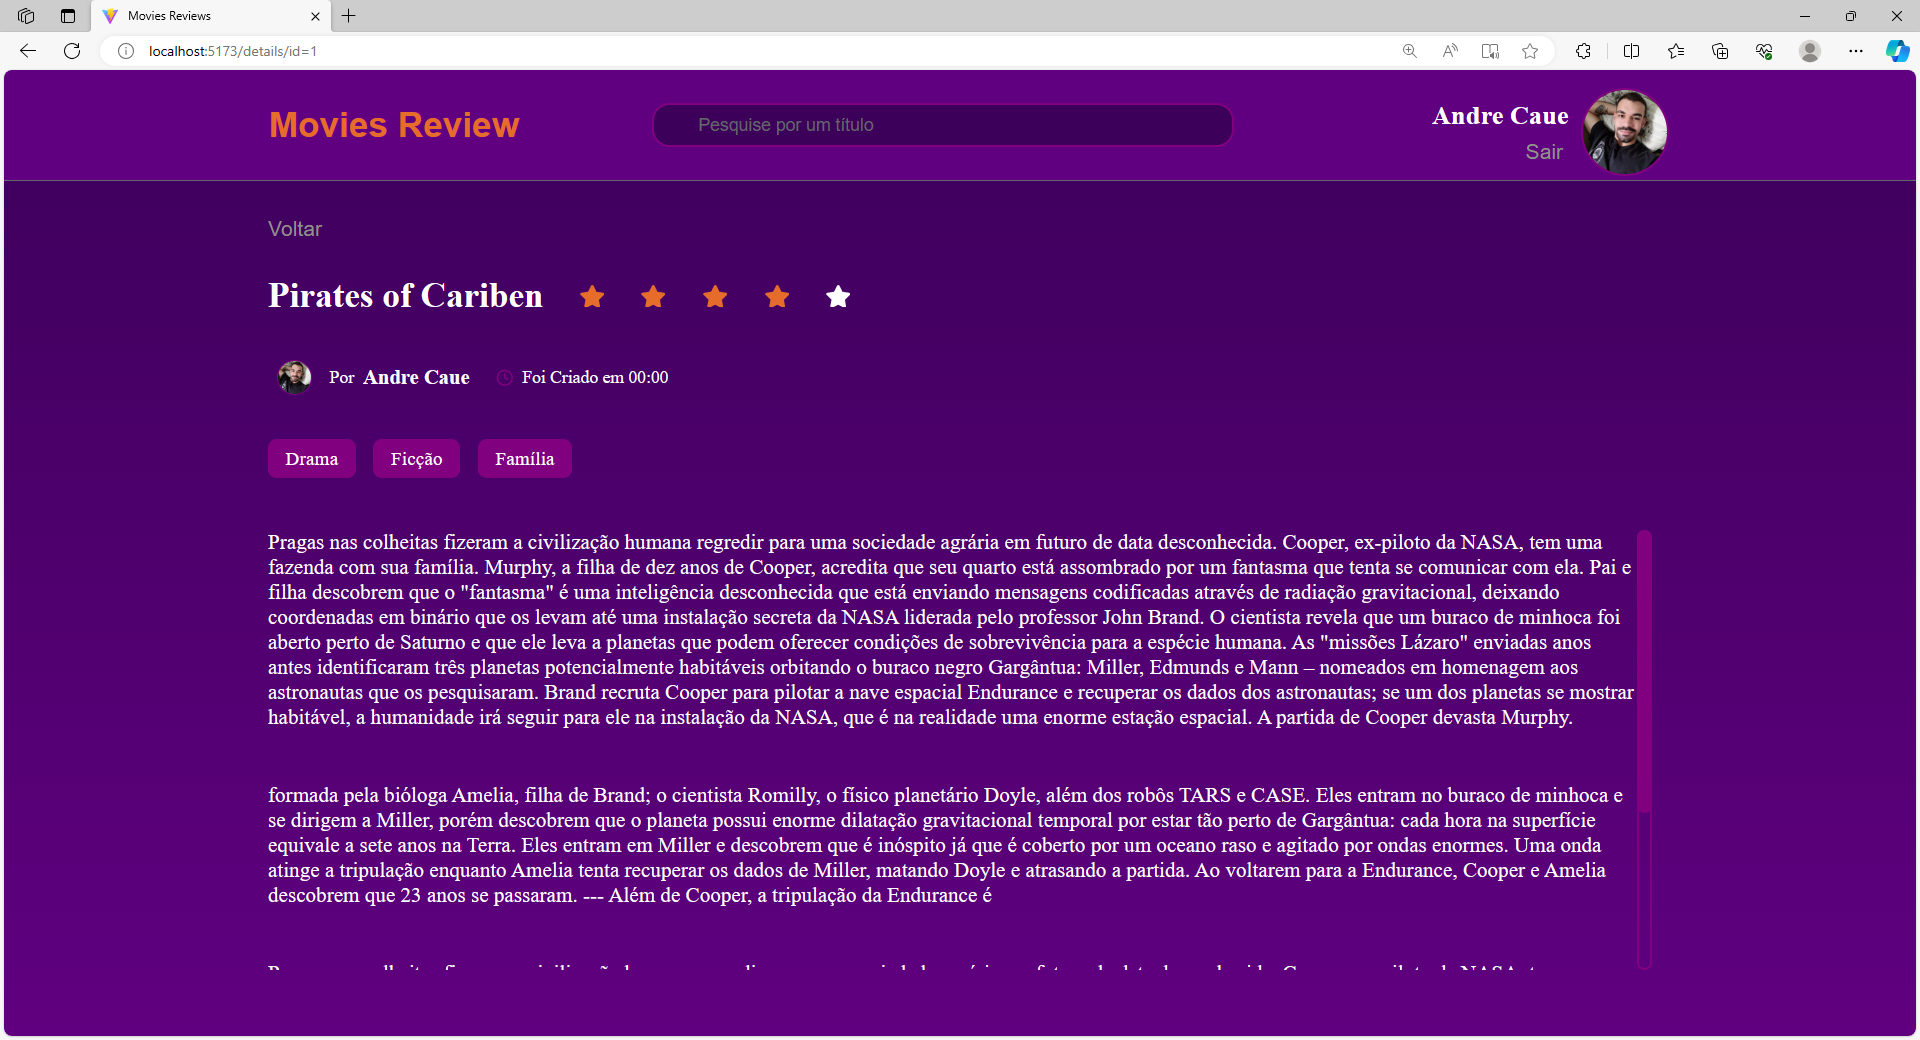 Movies Reviews
localhost:5173/details/id=1
Movies Review
Pesquise por um título
Andre Caue
Sair
Voltar
Pirates of Cariben
Por Andre Caue Foi Criado em 00:00
Drama Ficção Família
Pragas nas colheitas fizeram a civilização humana regredir para uma sociedade agrária em futuro de data desconhecida. Cooper, ex-piloto da NASA, tem uma
fazenda com sua família. Murphy, a filha de dez anos de Cooper, acredita que seu quarto está assombrado por um fantasma que tenta se comunicar com ela. Pai e
filha descobrem que o "fantasma" é uma inteligência desconhecida que está enviando mensagens codificadas através de radiação gravitacional, deixando
coordenadas em binário que os levam até uma instalação secreta da NASA liderada pelo professor John Brand. O cientista revela que um buraco de minhoca foi
aberto perto de Saturno e que ele leva a planetas que podem oferecer condições de sobrevivência para a espécie humana. As "missões Lázaro" enviadas anos
antes identificaram três planetas potencialmente habitáveis orbitando o buraco negro Gargântua: Miller, Edmunds e Mann – nomeados em homenagem aos
astronautas que os pesquisaram. Brand recruta Cooper para pilotar a nave espacial Endurance e recuperar os dados dos astronautas; se um dos planetas se mostrar
habitável, a humanidade irá seguir para ele na instalação da NASA, que é na realidade uma enorme estação espacial. A partida de Cooper devasta Murphy.
formada pela bióloga Amelia, filha de Brand; o cientista Romilly, o físico planetário Doyle, além dos robôs TARS e CASE. Eles entram no buraco de minhoca e
se dirigem a Miller, porém descobrem que o planeta possui enorme dilatação gravitacional temporal por estar tão perto de Gargântua: cada hora na superfície
equivale a sete anos na Terra. Eles entram em Miller e descobrem que é inóspito já que é coberto por um oceano raso e agitado por ondas enormes. Uma onda
atinge a tripulação enquanto Amelia tenta recuperar os dados de Miller, matando Doyle e atrasando a partida. Ao voltarem para a Endurance, Cooper e Amelia
descobrem que 23 anos se passaram. --- Além de Cooper, a tripulação da Endurance é